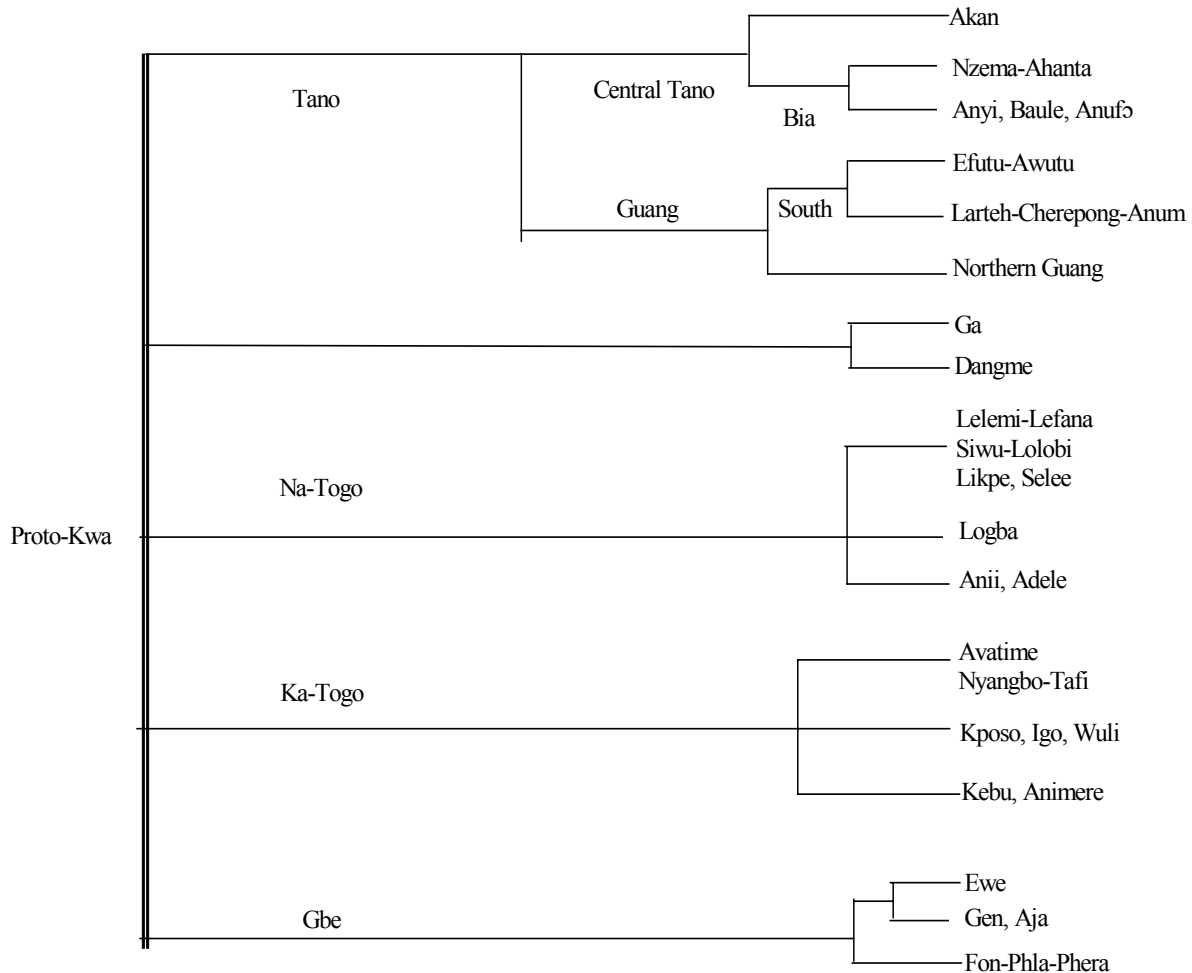 Akan
Nzema-Ahanta
Central Tano
Tano
Anyi, Baule, Anufɔ
Bia
Efutu-Awutu
Guang
South
Larteh-Cherepong-Anum
Northern Guang
Ga
Dangme
Lelemi-Lefana
Siwu-Lolobi
Likpe, Selee
Na-Togo
Proto-Kwa
Logba
Anii, Adele
Avatime
Nyangbo-Tafi
Ka-Togo
Kposo, Igo, Wuli
Kebu, Animere
Ewe
Gbe
Gen, Aja
Fon-Phla-Phera